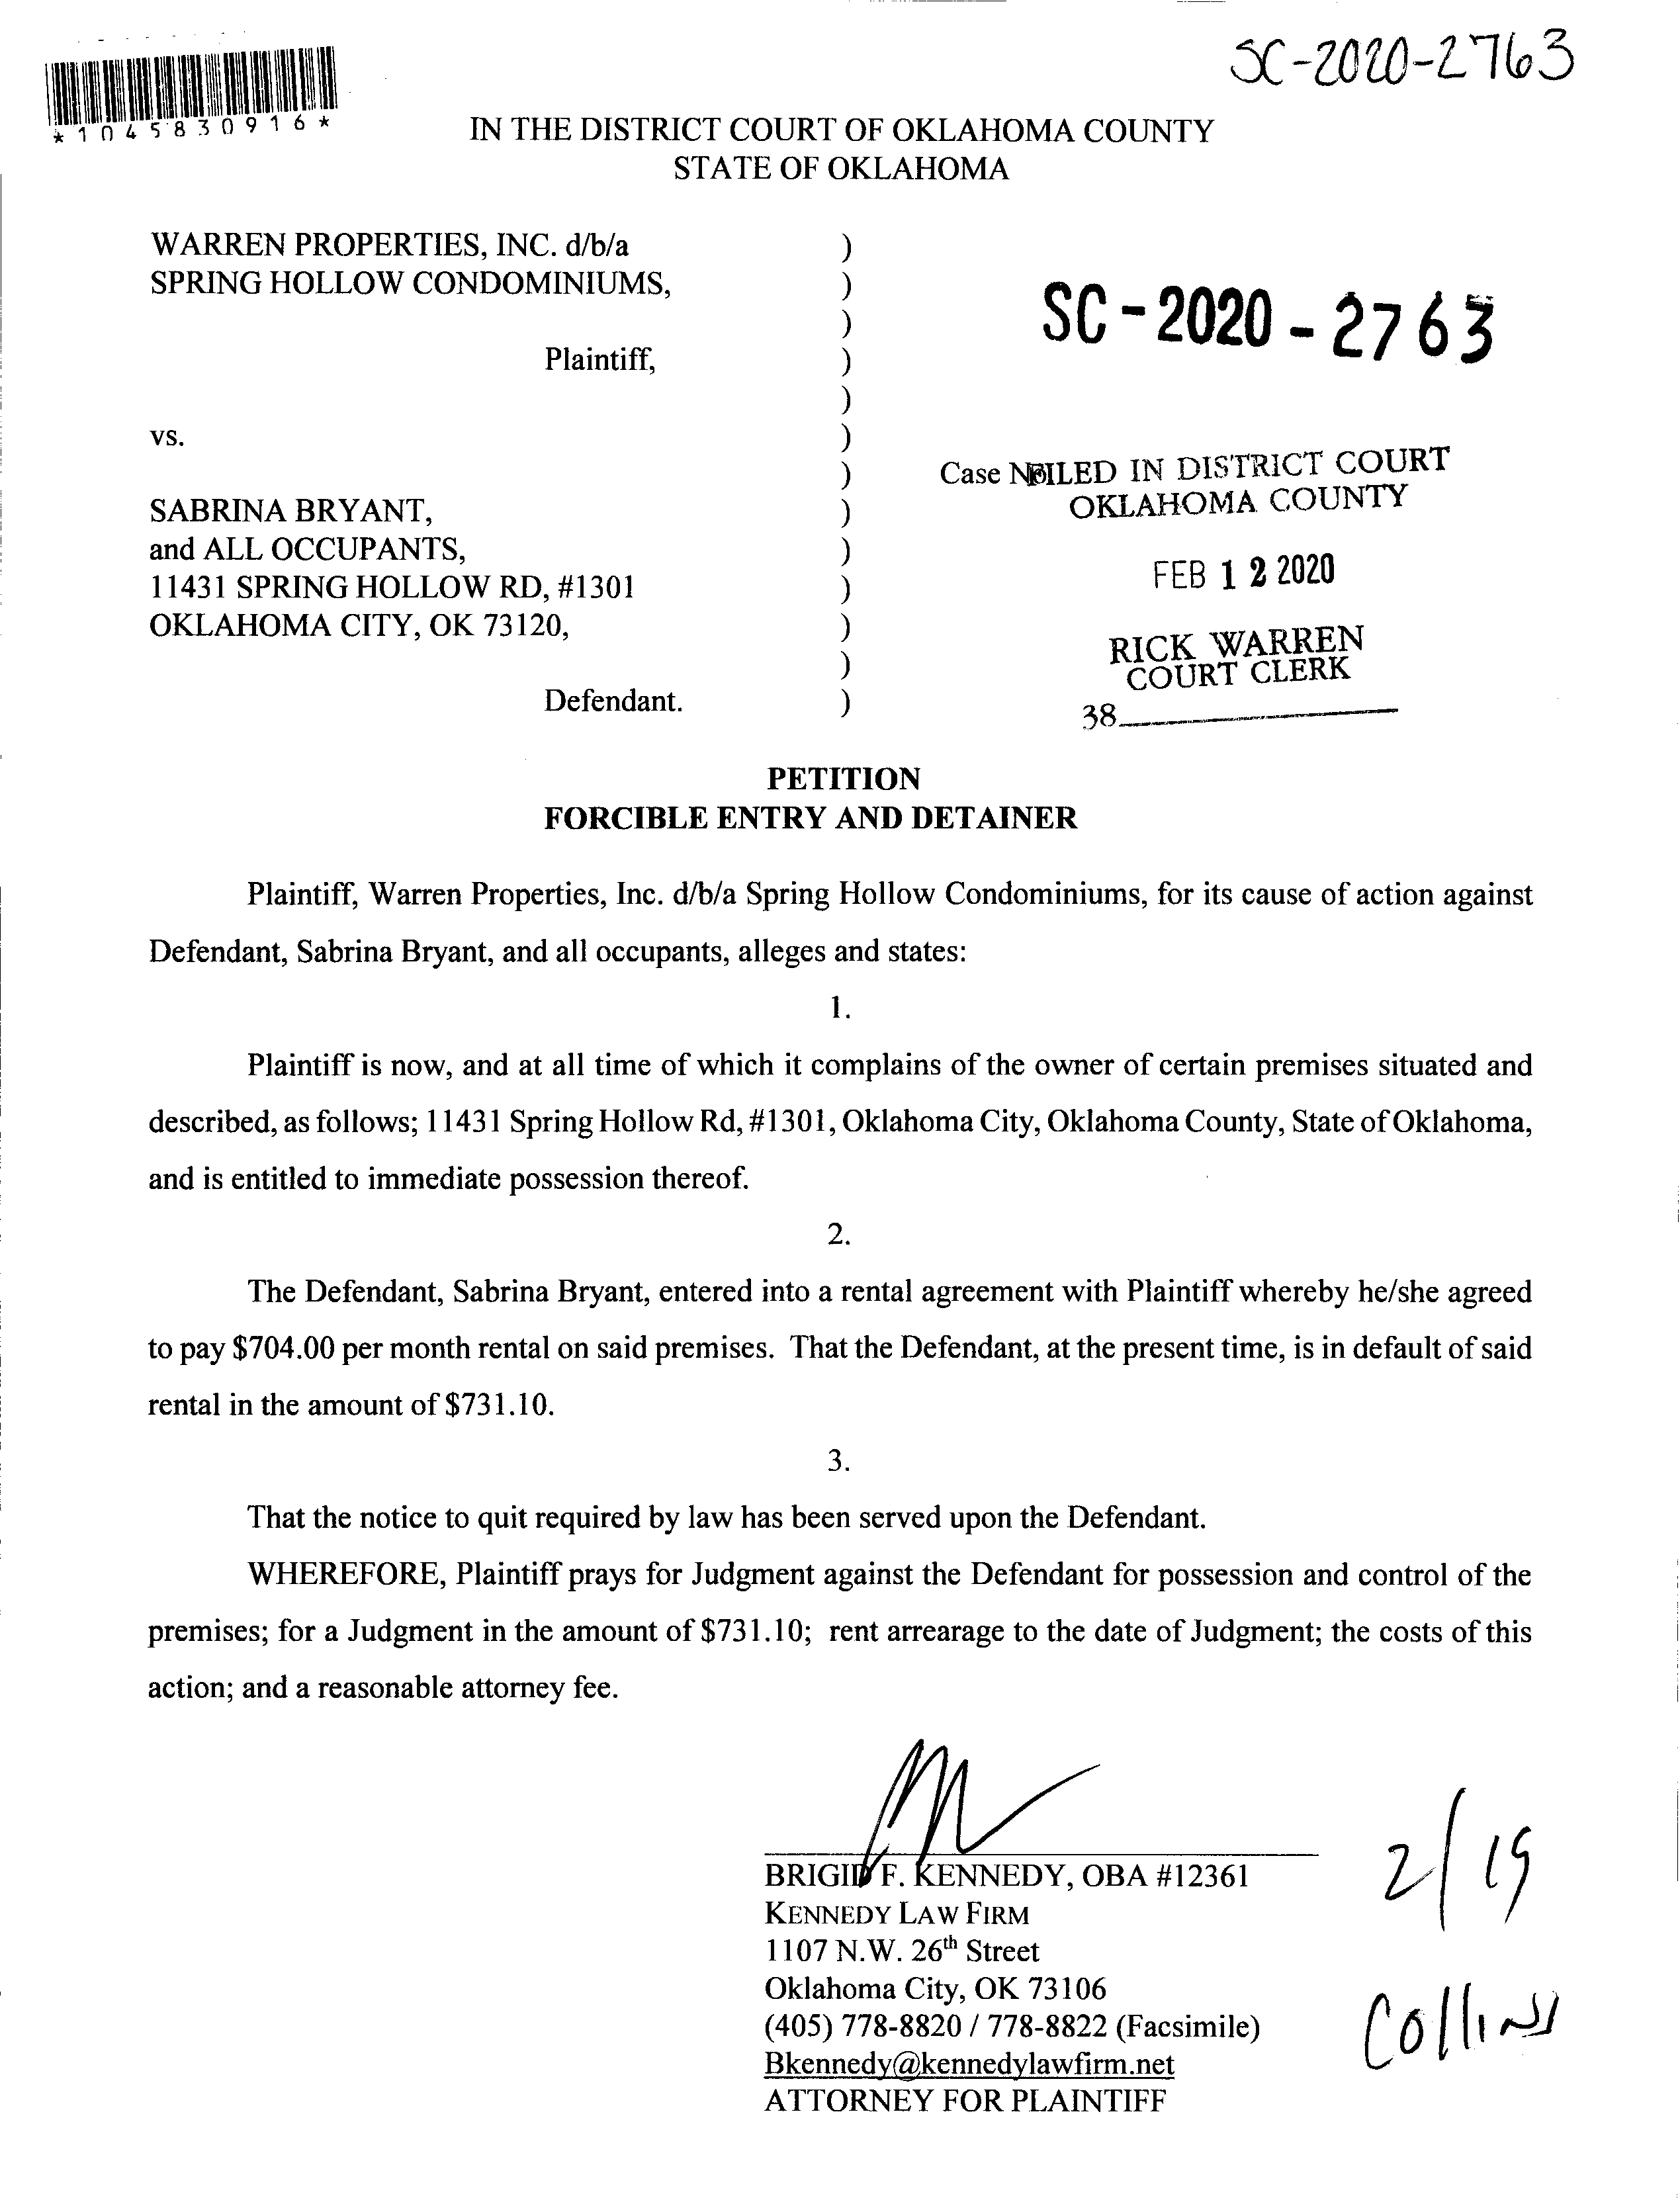 SC-2020-2763
*1045830916*
IN THE DISTRICT COURT OF OKLAHOMA COUNTY
STATE OF OKLAHOMA
WARREN PROPERTIES, INC. d/b/a )
SPRING HOLLOW CONDOMINIUMS, )
)
SC-2020-2763
Plaintiff, )
)
vs. )
) Case No
FILED IN DISTRICT COURT
OKLAHOMA COUNTY
SABRINA BRYANT, )
and ALL OCCUPANTS, )
FEB 12 2020
11431 SPRING HOLLOW RD, #1301 )
OKLAHOMA CITY, OK 73120, )
)
RICK WARREN
COURT CLERK
Defendant. )
38
PETITION
FORCIBLE ENTRY AND DETAINER
Plaintiff, Warren Properties, Inc. d/b/a Spring Hollow Condominiums, for its cause of action against
Defendant, Sabrina Bryant, and all occupants, alleges and states:
1.
Plaintiff is now, and at all time of which it complains of the owner of certain premises situated and
described, as follows; 11431 Spring Hollow Rd, #1301, Oklahoma City, Oklahoma County, State of Oklahoma,
and is entitled to immediate possession thereof.
2.
The Defendant, Sabrina Bryant, entered into a rental agreement with Plaintiff whereby he/she agreed
to pay $704.00 per month rental on said premises. That the Defendant, at the present time, is in default of said
rental in the amount of $731.10.
3.
That the notice to quit required by law has been served upon the Defendant.
WHEREFORE, Plaintiff prays for Judgment against the Defendant for possession and control of the
premises; for a Judgment in the amount of $731.10; rent arrearage to the date of Judgment; the costs of this
action; and a reasonable attorney fee.
BRIGID F. KENNEDY, OBA #12361
KENNEDY LAW FIRM
1107 N.W. 26th Street
Oklahoma City, OK 73106
(405) 778-8820 / 778-8822 (Facsimile)
Bkennedy@kennedylawfirm.net
ATTORNEY FOR PLAINTIFF
2/19
Collins